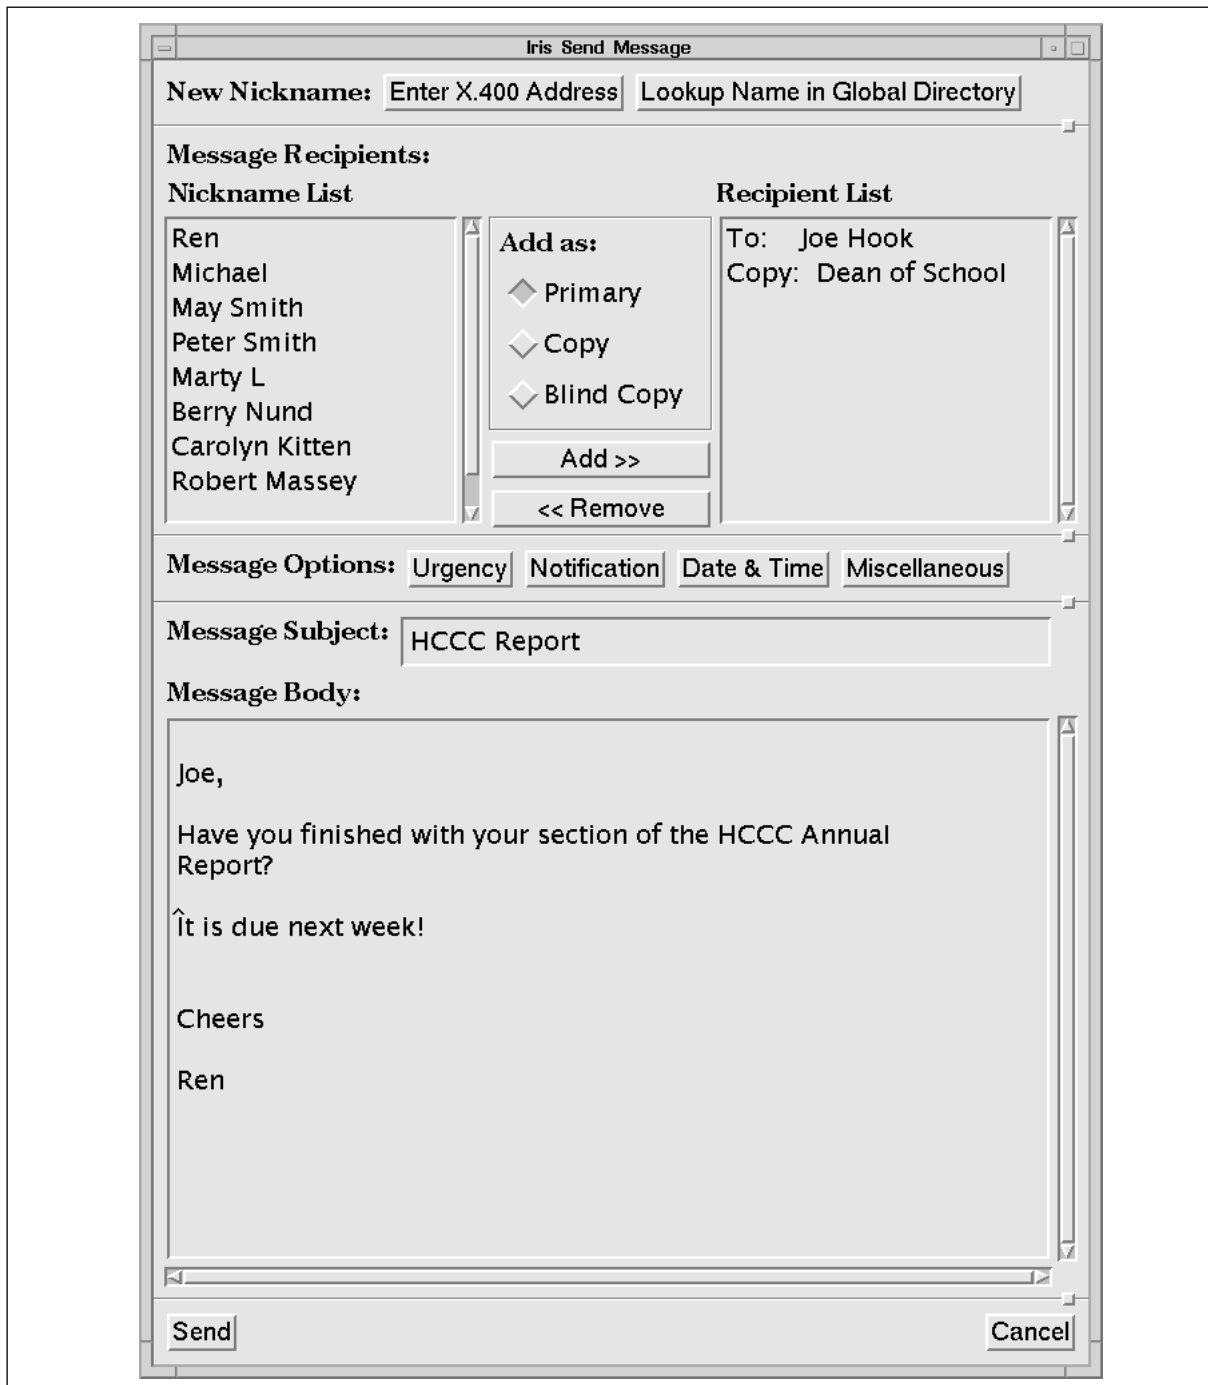 Iris Send Message
New Nickname: Enter X.400 Address Lookup Name in Global Directory
Message Recipients:
Nickname List
Ren
Michael
May Smith
Peter Smith
Marty L
Berry Nund
Carolyn Kitten
Robert Massey
Add as:
Primary
Copy
Blind Copy
Add >>
<< Remove
Recipient List
To: Joe Hook
Copy: Dean of School
Message Options: Urgency Notification Date & Time Miscellaneous
Message Subject: HCCC Report
Message Body:
Joe,
Have you finished with your section of the HCCC Annual
Report?
It is due next week!
Cheers
Ren
Send Cancel